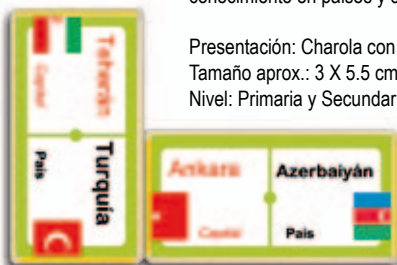 conocimiento en países y
Presentación: Charola con
Tamaño aprox.: 3 X 5.5 cm
Nivel: Primaria y Secundar
Teherán
Capital
Turquía
País
Ankara
Capital
Azerbaiyán
País